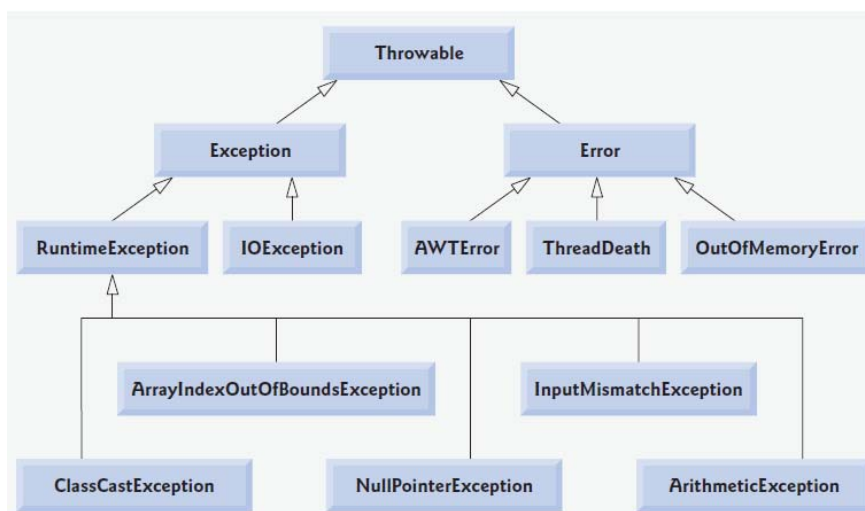 Throwable
Exception
Error
RuntimeException
IOException
AWTError
ThreadDeath
OutOfMemoryError
ArrayIndexOutOfBoundsException
InputMismatchException
ClassCastException
NullPointerException
ArithmeticException